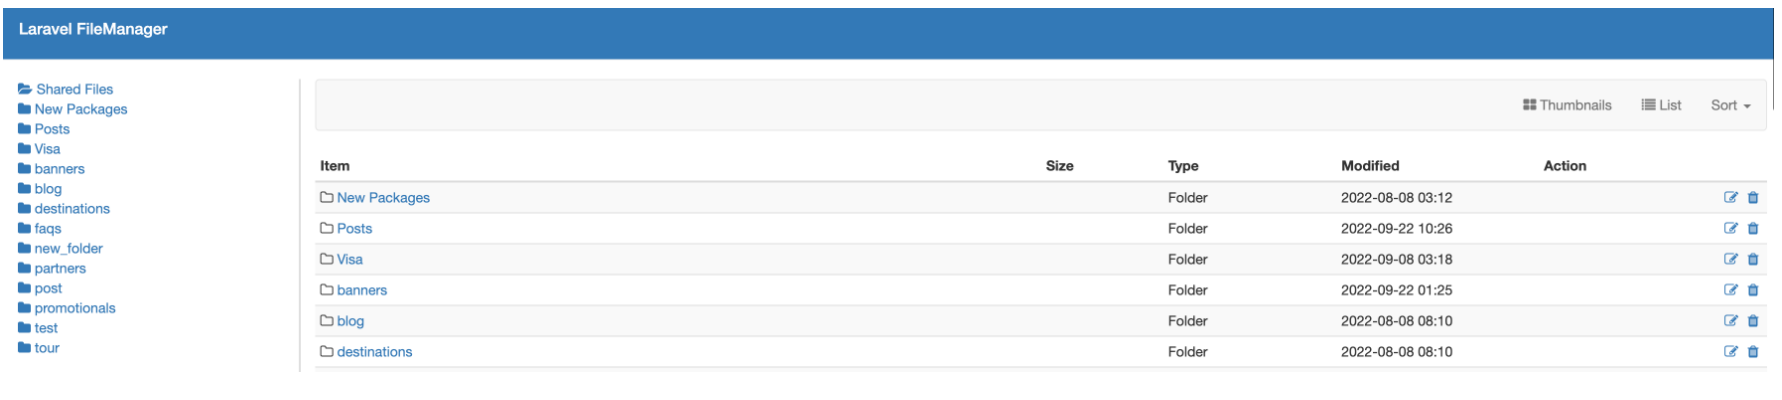 Laravel FileManager
Shared Files
New Packages
Posts
Visa
banners
blog
destinations
faqs
new_folder
partners
post
promotionals
test
tour
Thumbnails List Sort
Item Size Type Modified Action
New Packages Folder 2022-08-08 03:12
Posts Folder 2022-09-22 10:26
Visa Folder 2022-09-08 03:18
banners Folder 2022-09-22 01:25
blog Folder 2022-08-08 08:10
destinations Folder 2022-08-08 08:10